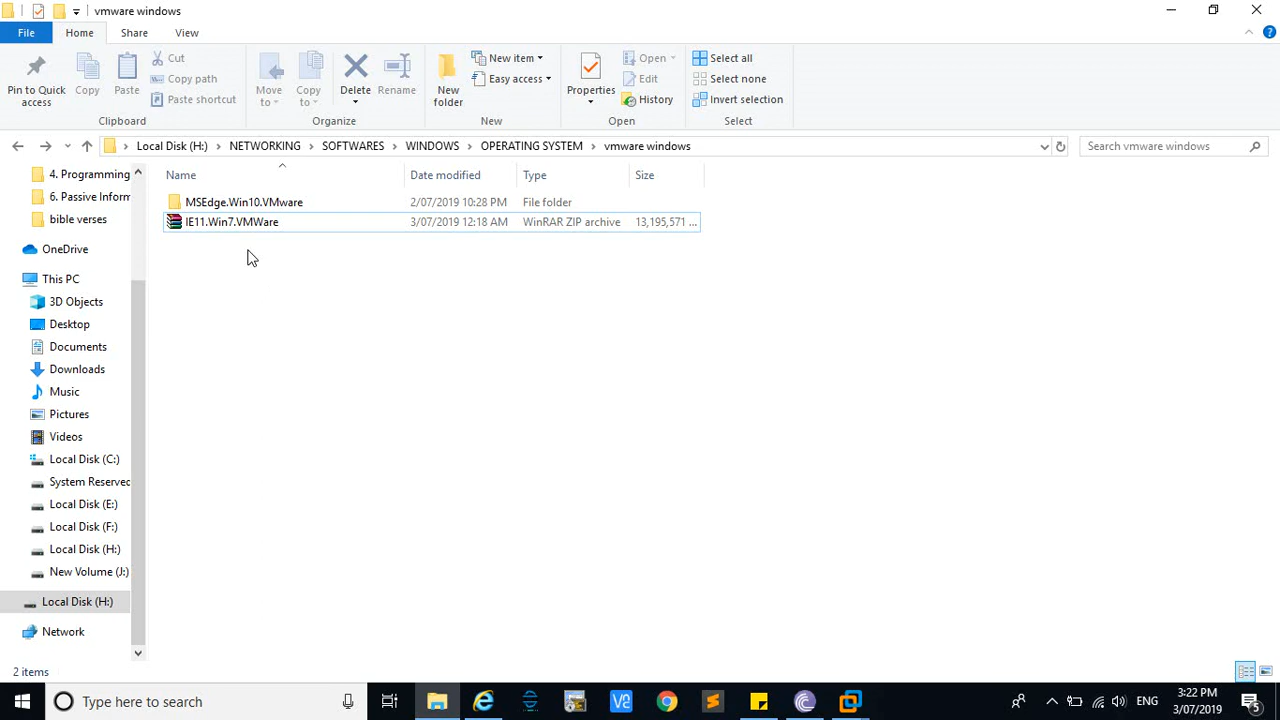 vmware windows
File Home Share View
Pin to Quick access
Copy
Paste
Cut
Copy path
Paste shortcut
Clipboard
Move to
Copy to
Delete
Rename
Organize
New folder
New item
Easy access
New
Properties
Open
Edit
History
Open
Select all
Select none
Invert selection
Select
Local Disk (H:) > NETWORKING > SOFTWARES > WINDOWS > OPERATING SYSTEM > vmware windows
Search vmware windows
Name Date modified Type Size
MSEdge.Win10.VMware 2/07/2019 10:28 PM File folder
IE11.Win7.VMWare 3/07/2019 12:18 AM WinRAR ZIP archive 13,195,571 ...
4. Programming
6. Passive Inform
bible verses
OneDrive
This PC
3D Objects
Desktop
Documents
Downloads
Music
Pictures
Videos
Local Disk (C:)
System Reserved
Local Disk (E:)
Local Disk (F:)
Local Disk (H:)
New Volume (J:)
Local Disk (H:)
Network
2 items
Type here to search
V2
ENG
3:22 PM
3/07/2019
5